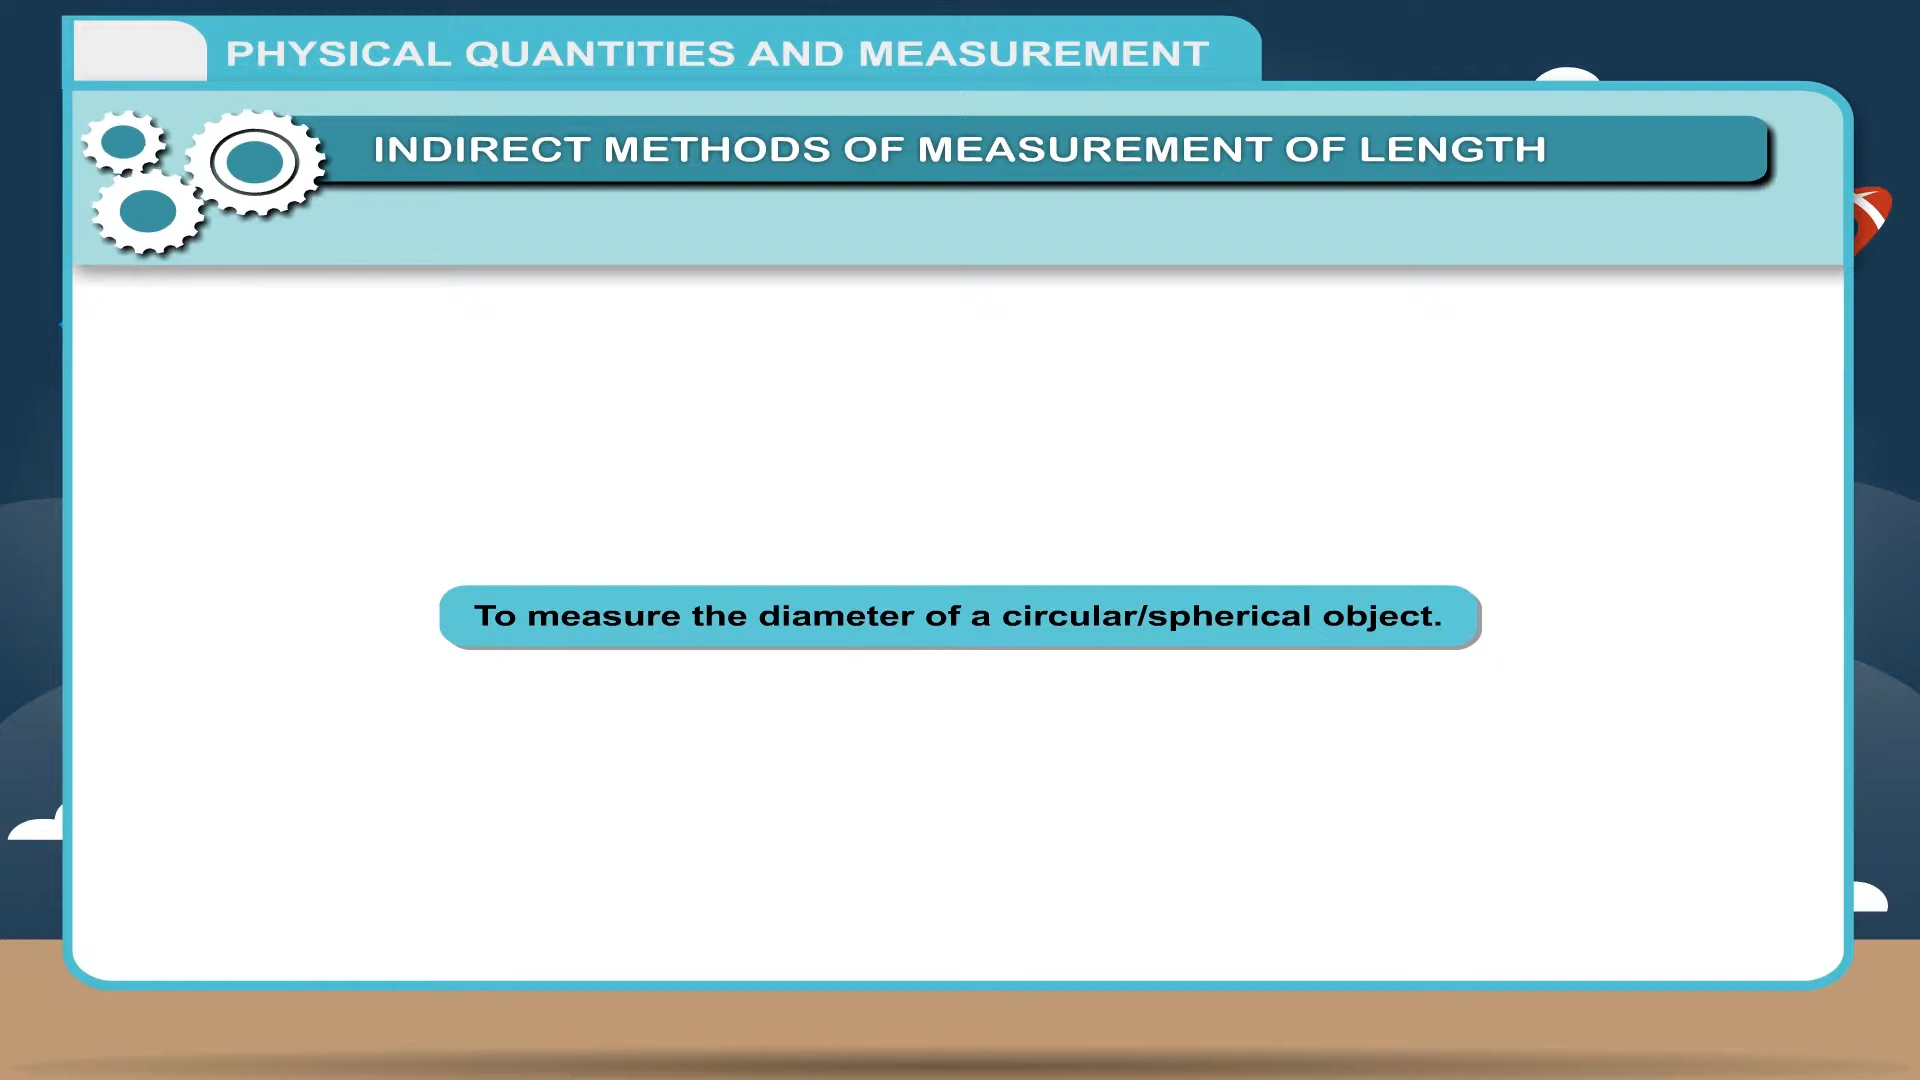 PHYSICAL QUANTITIES AND MEASUREMENT
INDIRECT METHODS OF MEASUREMENT OF LENGTH
To measure the diameter of a circular/spherical object.